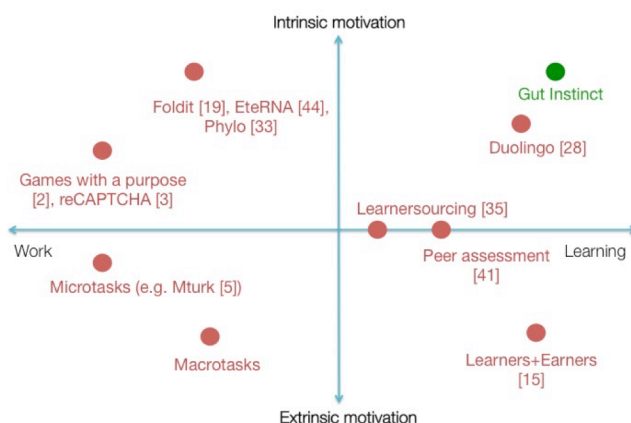 Intrinsic motivation
Gut Instinct
Foldit [19], EteRNA [44],
Phylo [33]
Duolingo [28]
Games with a purpose
[2], reCAPTCHA [3]
Learnersourcing [35]
Work
Peer assessment
[41]
Learning
Microtasks (e.g. Mturk [5])
Macrotasks
Learners+Earners
[15]
Extrinsic motivation